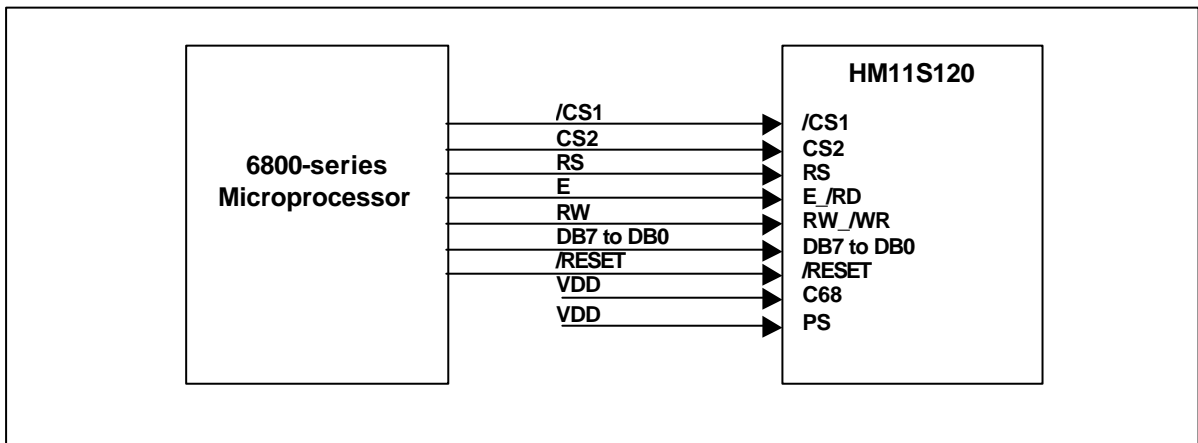 HM11S120
6800-series
Microprocessor
/CS1
CS2
RS
E
RW
DB7 to DB0
/RESET
VDD
VDD
/CS1
CS2
RS
E_/RD
RW_/WR
DB7 to DB0
/RESET
C68
PS